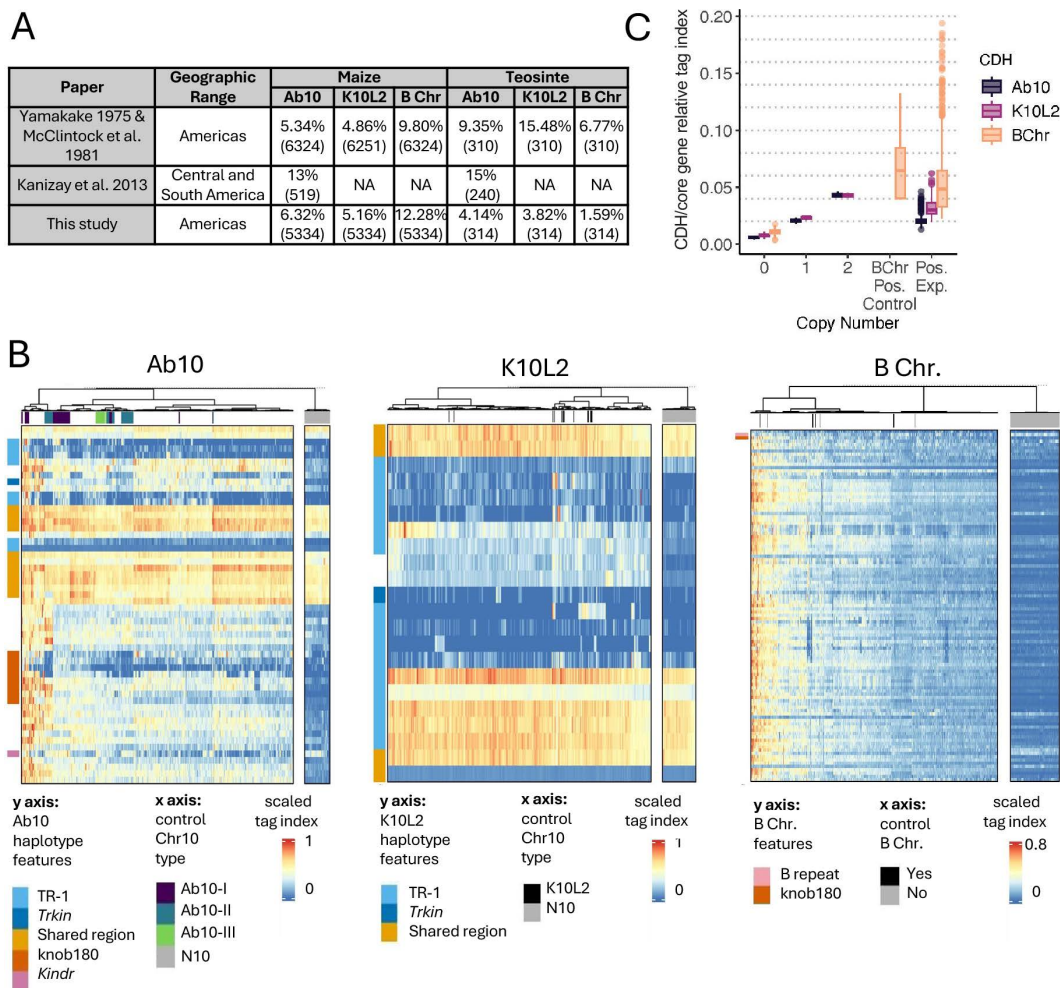 A
Paper
Geographic
Range
Maize
Teosinte
Ab10 K10L2 B Chr Ab10 K10L2 B Chr
Yamakake 1975 &
McClintock et al.
1981
Americas
5.34% 4.86% 9.80% 9.35% 15.48% 6.77%
(6324) (6251) (6324) (310) (310) (310)
Kanizay et al. 2013
Central and
South America
13% NA NA 15% NA NA
(519) (240)
This study
Americas
6.32% 5.16% 12.28% 4.14% 3.82% 1.59%
(5334) (5334) (5334) (314) (314) (314)
C
CDH/core gene relative tag index
0.20
0.15
0.10
0.05
0.00
0 1 2 BChr Pos.
Pos. Exp.
Control
Copy Number
CDH
Ab10
K10L2
BChr
B
Ab10
y axis:
Ab10
haplotype
features
TR-1
Trkin
Shared region
knob180
Kindr
x axis:
control
Chr10
type
Ab10-I
Ab10-II
Ab10-III
N10
scaled
tag index
1
0
K10L2
y axis:
K10L2
haplotype
features
TR-1
Trkin
Shared region
x axis:
control
Chr10
type
K10L2
N10
scaled
tag index
1
0
B Chr.
y axis:
B Chr.
features
B repeat
knob180
x axis:
control
B Chr.
Yes
No
scaled
tag index
0.8
0